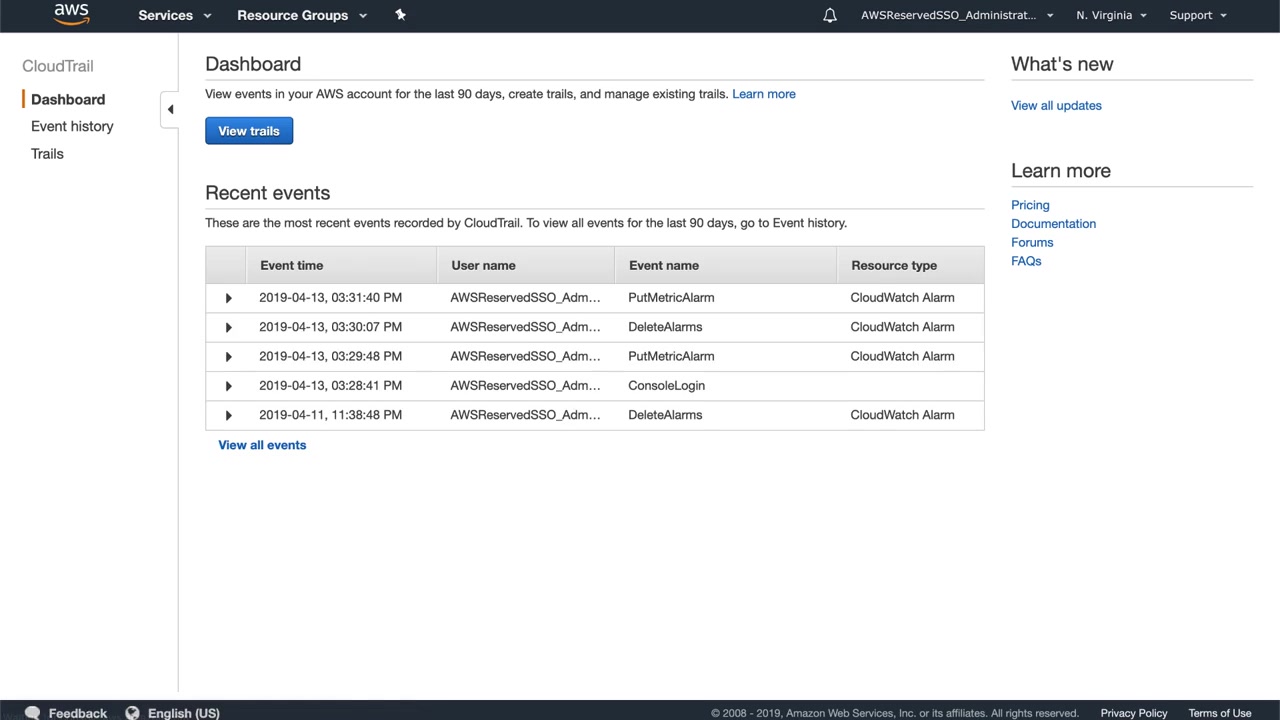 aws Services Resource Groups AWSReservedSSO_Administrat... N. Virginia Support
CloudTrail
Dashboard
Event history
Trails
Dashboard
View events in your AWS account for the last 90 days, create trails, and manage existing trails. Learn more
View trails
Recent events
These are the most recent events recorded by CloudTrail. To view all events for the last 90 days, go to Event history.
Event time User name Event name Resource type
2019-04-13, 03:31:40 PM AWSReservedSSO_Adm... PutMetricAlarm CloudWatch Alarm
2019-04-13, 03:30:07 PM AWSReservedSSO_Adm... DeleteAlarms CloudWatch Alarm
2019-04-13, 03:29:48 PM AWSReservedSSO_Adm... PutMetricAlarm CloudWatch Alarm
2019-04-13, 03:28:41 PM AWSReservedSSO_Adm... ConsoleLogin
2019-04-11, 11:38:48 PM AWSReservedSSO_Adm... DeleteAlarms CloudWatch Alarm
View all events
What's new
View all updates
Learn more
Pricing
Documentation
Forums
FAQs
Feedback English (US) © 2008 - 2019, Amazon Web Services, Inc. or its affiliates. All rights reserved. Privacy Policy Terms of Use